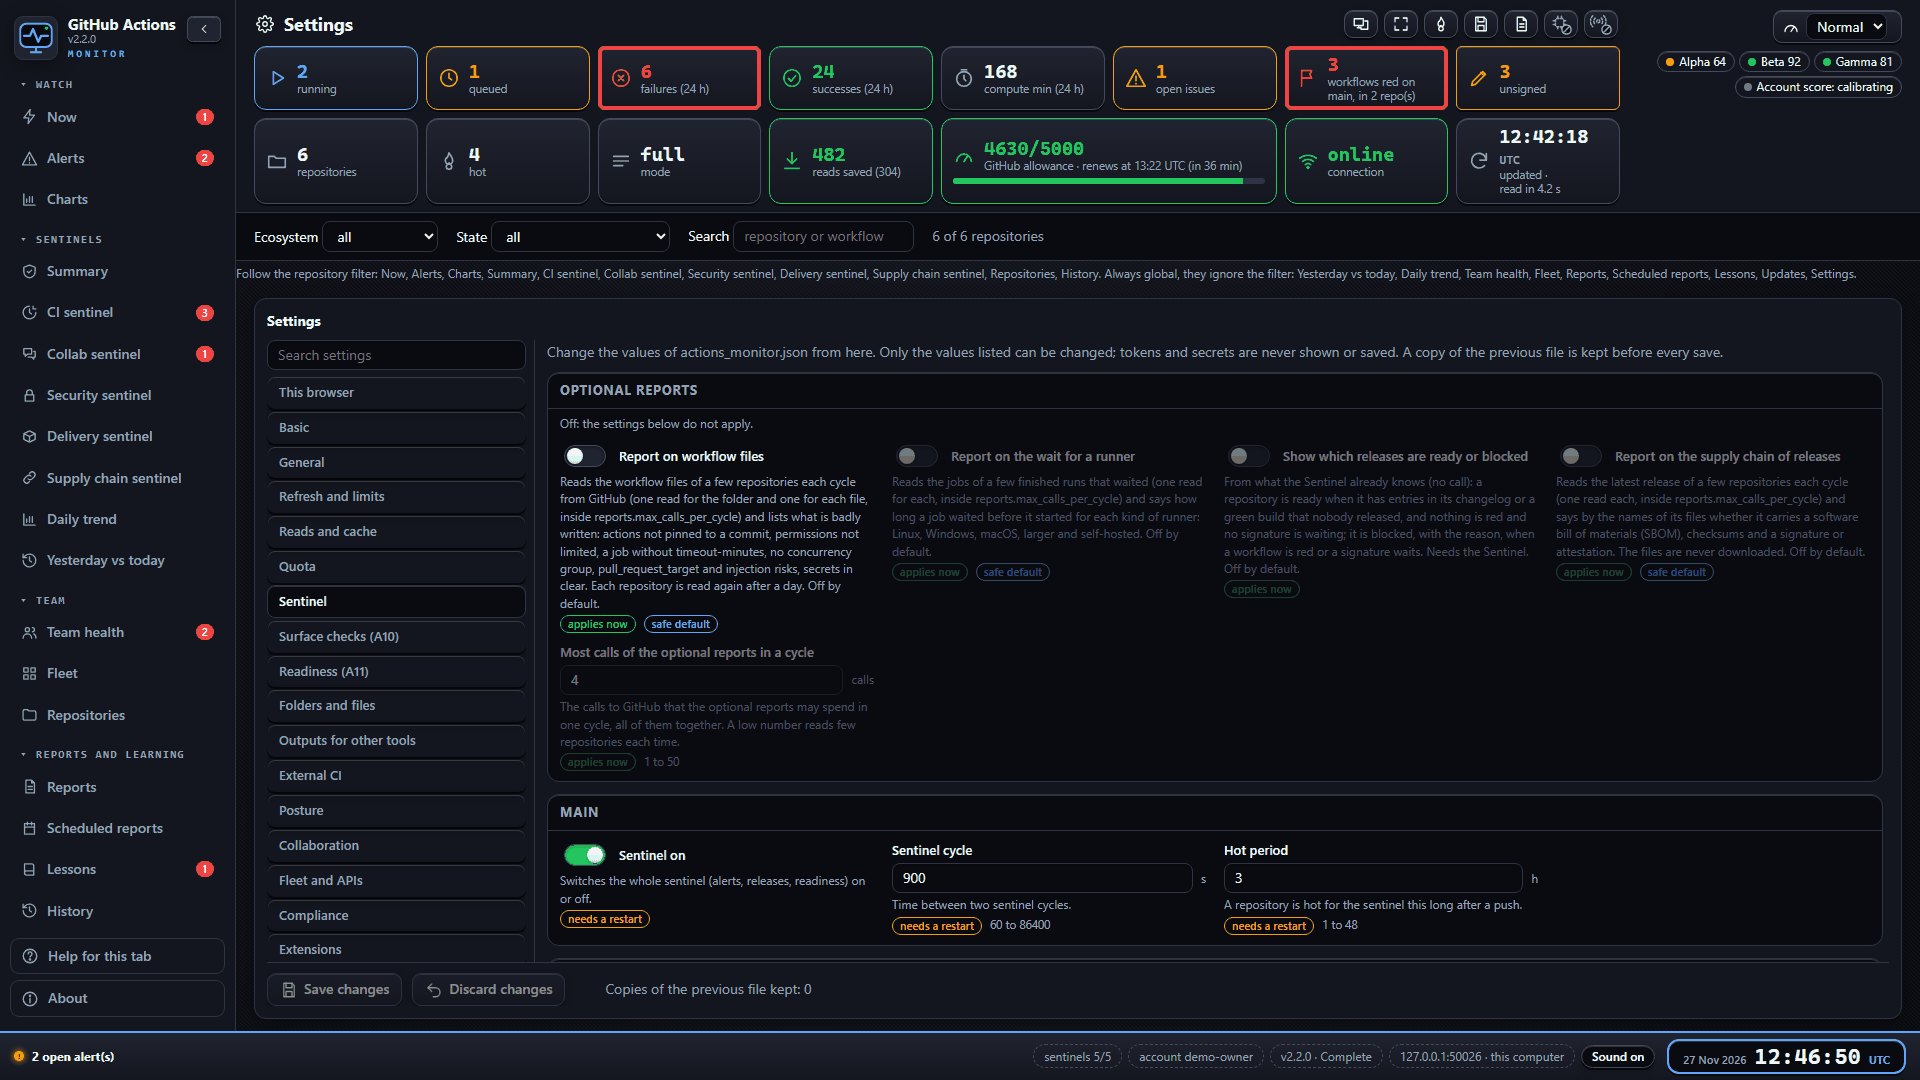 GitHub Actions
v2.2.0
MONITOR
Settings
Normal
Alpha 64
Beta 92
Gamma 81
Account score: calibrating
2
running
1
queued
6
failures (24 h)
24
successes (24 h)
168
compute min (24 h)
1
open issues
3
workflows red on
main, in 2 repo(s)
3
unsigned
6
repositories
4
hot
full
mode
482
reads saved (304)
4630/5000
GitHub allowance · renews at 13:22 UTC (in 36 min)
online
connection
12:42:18
UTC
updated ·
read in 4.2 s
WATCH
Now
1
Alerts
2
Charts
SENTINELS
Summary
CI sentinel
3
Collab sentinel
1
Security sentinel
Delivery sentinel
Supply chain sentinel
Daily trend
Yesterday vs today
TEAM
Team health
2
Fleet
Repositories
REPORTS AND LEARNING
Reports
Scheduled reports
Lessons
1
History
Help for this tab
About
Ecosystem
all
State
all
Search
repository or workflow
6 of 6 repositories
Follow the repository filter: Now, Alerts, Charts, Summary, CI sentinel, Collab sentinel, Security sentinel, Delivery sentinel, Supply chain sentinel, Repositories, History. Always global, they ignore the filter: Yesterday vs today, Daily trend, Team health, Fleet, Reports, Scheduled reports, Lessons, Updates, Settings.
Settings
Search settings
This browser
Basic
General
Refresh and limits
Reads and cache
Quota
Sentinel
Surface checks (A10)
Readiness (A11)
Folders and files
Outputs for other tools
External CI
Posture
Collaboration
Fleet and APIs
Compliance
Extensions
Change the values of actions_monitor.json from here. Only the values listed can be changed; tokens and secrets are never shown or saved. A copy of the previous file is kept before every save.
OPTIONAL REPORTS
Off: the settings below do not apply.
Report on workflow files
Reads the workflow files of a few repositories each cycle
from GitHub (one read for the folder and one for each file,
inside reports.max_calls_per_cycle) and lists what is badly
written: actions not pinned to a commit, permissions not
limited, a job without timeout-minutes, no concurrency
group, pull_request_target and injection risks, secrets in
clear. Each repository is read again after a day. Off by
default.
applies now
safe default
Report on the wait for a runner
Reads the jobs of a few finished runs that waited (one read
for each, inside reports.max_calls_per_cycle) and says how
long a job waited before it started for each kind of runner:
Linux, Windows, macOS, larger and self-hosted. Off by
default.
applies now
safe default
Show which releases are ready or blocked
From what the Sentinel already knows (no call): a
repository is ready when it has entries in its changelog or a
green build that nobody released, and nothing is red and
no signature is waiting; it is blocked, with the reason, when
a workflow is red or a signature waits. Needs the Sentinel.
Off by default.
applies now
Report on the supply chain of releases
Reads the latest release of a few repositories each cycle
(one read each, inside reports.max_calls_per_cycle) and
says by the names of its files whether it carries a software
bill of materials (SBOM), checksums and a signature or
attestation. The files are never downloaded. Off by default.
applies now
safe default
Most calls of the optional reports in a cycle
4
calls
The calls to GitHub that the optional reports may spend in
one cycle, all of them together. A low number reads few
repositories each time.
applies now
1 to 50
MAIN
Sentinel on
Switches the whole sentinel (alerts, releases, readiness) on
or off.
needs a restart
Sentinel cycle
900
s
Time between two sentinel cycles.
needs a restart
60 to 86400
Hot period
3
h
A repository is hot for the sentinel this long after a push.
needs a restart
1 to 48
Save changes
Discard changes
Copies of the previous file kept: 0
2 open alert(s)
sentinels 5/5
account demo-owner
v2.2.0 · Complete
127.0.0.1:50026 · this computer
Sound on
27 Nov 2026
12:46:50
UTC